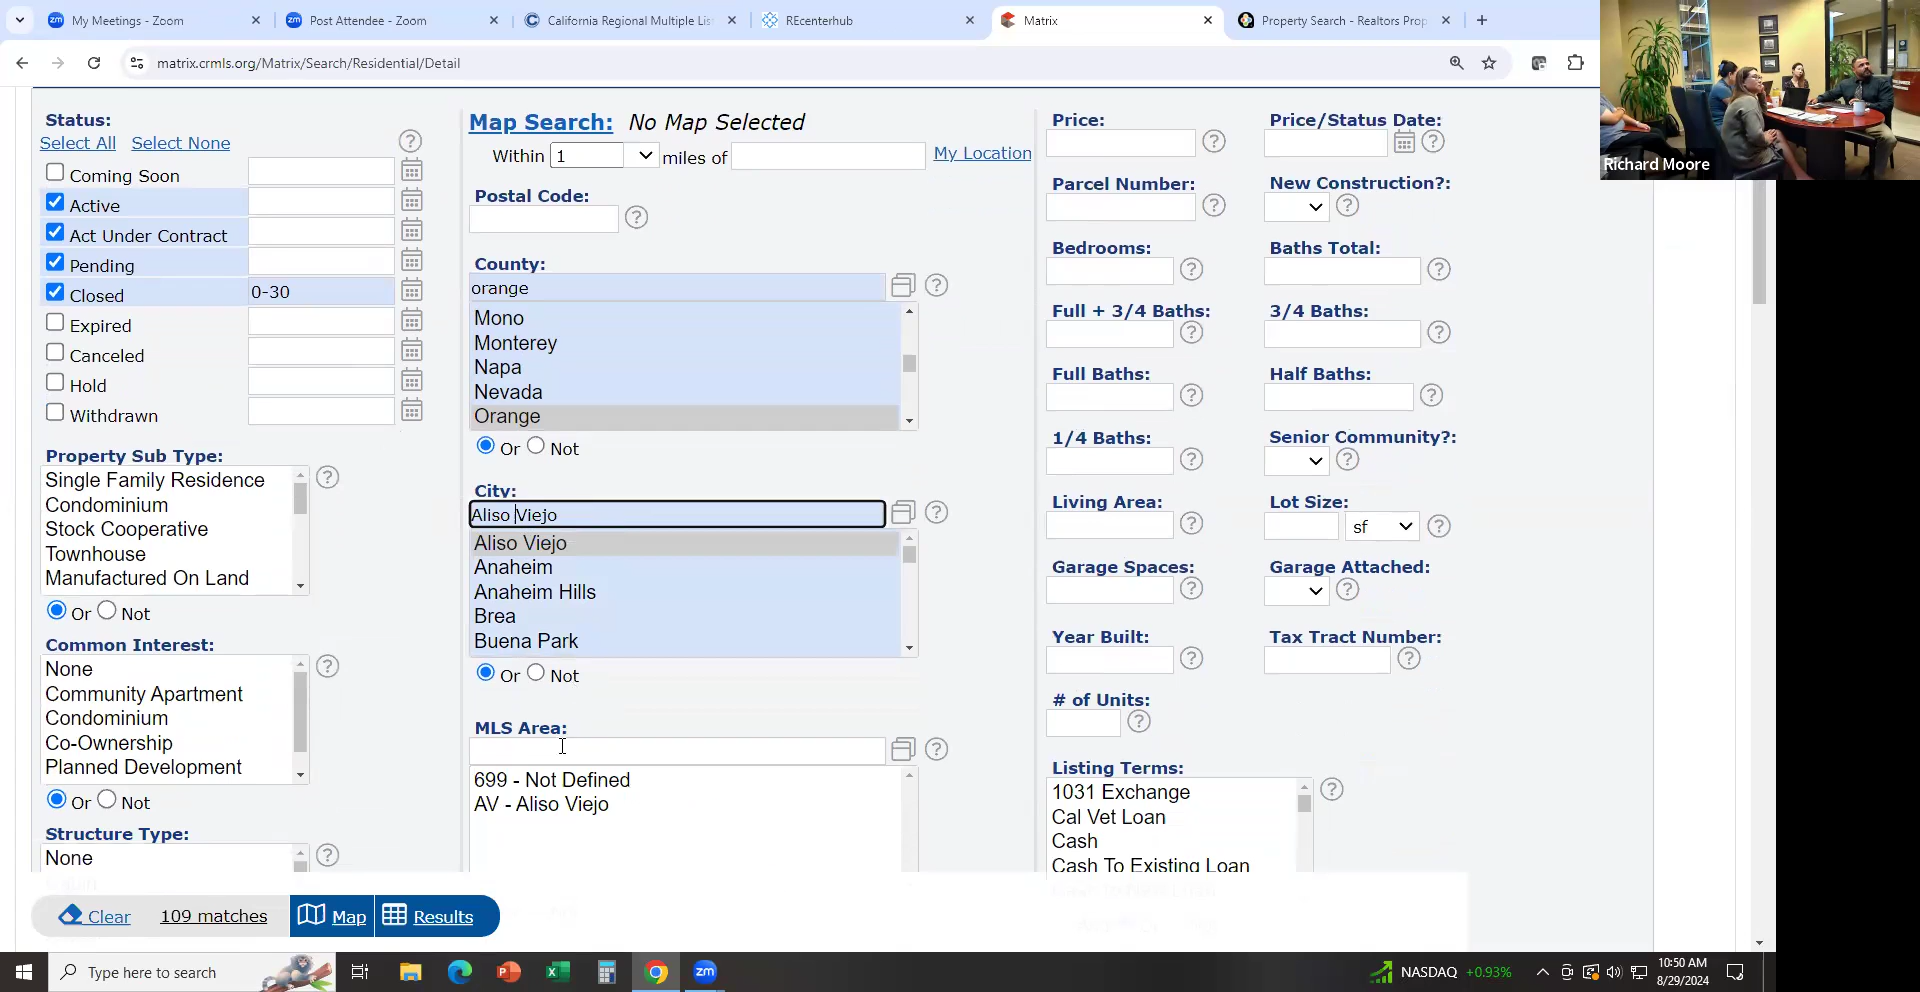 My Meetings - Zoom
Post Attendee - Zoom
California Regional Multiple Lis
REcenterhub
Matrix
Property Search - Realtors Prop
matrix.crmls.org/Matrix/Search/Residential/Detail
Richard Moore
Status:
Select All Select None
Coming Soon
Active
Act Under Contract
Pending
Closed 0-30
Expired
Canceled
Hold
Withdrawn
Property Sub Type:
Single Family Residence
Condominium
Stock Cooperative
Townhouse
Manufactured On Land
Or Not
Common Interest:
None
Community Apartment
Condominium
Co-Ownership
Planned Development
Or Not
Structure Type:
None
Map Search: No Map Selected
Within 1 miles of My Location
Postal Code:
County:
orange
Mono
Monterey
Napa
Nevada
Orange
Or Not
City:
Aliso Viejo
Aliso Viejo
Anaheim
Anaheim Hills
Brea
Buena Park
Or Not
MLS Area:
699 - Not Defined
AV - Aliso Viejo
Price: Price/Status Date:
Parcel Number: New Construction?:
Bedrooms: Baths Total:
Full + 3/4 Baths: 3/4 Baths:
Full Baths: Half Baths:
1/4 Baths: Senior Community?:
Living Area: Lot Size:
sf
Garage Spaces: Garage Attached:
Year Built: Tax Tract Number:
# of Units:
Listing Terms:
1031 Exchange
Cal Vet Loan
Cash
Cash To Existing Loan
Clear 109 matches Map Results
Type here to search
NASDAQ +0.93%
10:50 AM
8/29/2024